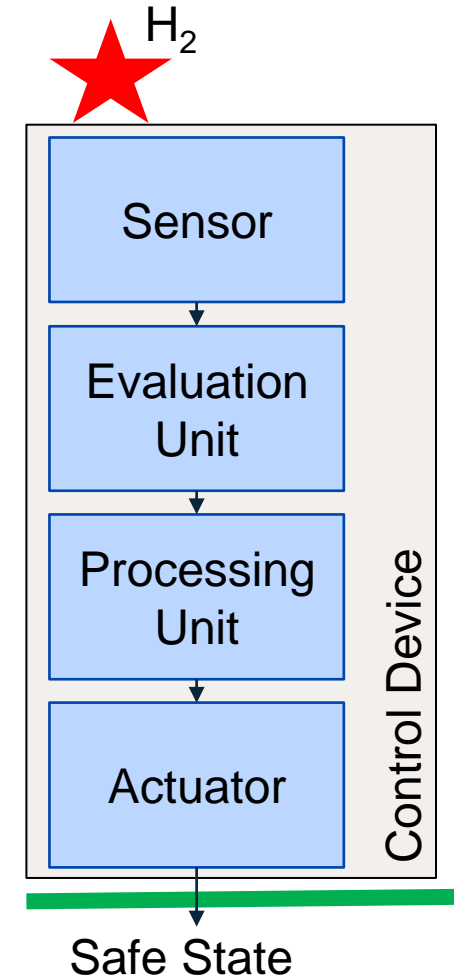 H₂
Sensor
Evaluation
Unit
Processing
Unit
Actuator
Control Device
Safe State